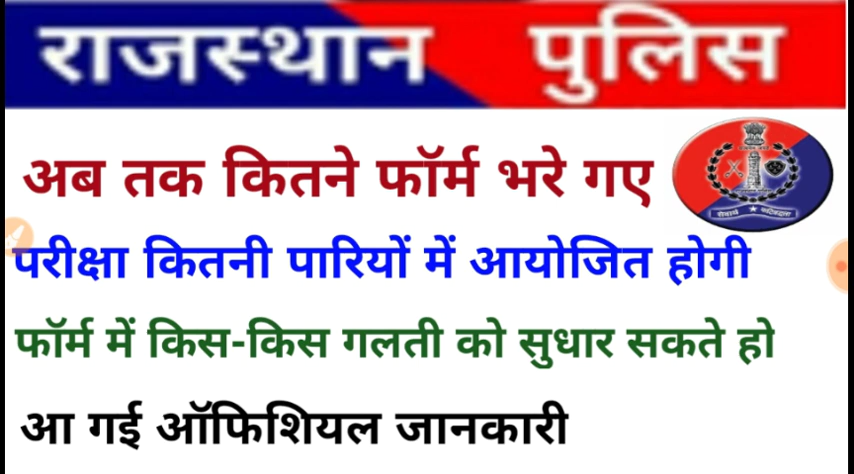 राजस्थान पुलिस
अब तक कितने फॉर्म भरे गए
परीक्षा कितनी पारियों में आयोजित होगी
फॉर्म में किस-किस गलती को सुधार सकते हो
आ गई ऑफिशियल जानकारी